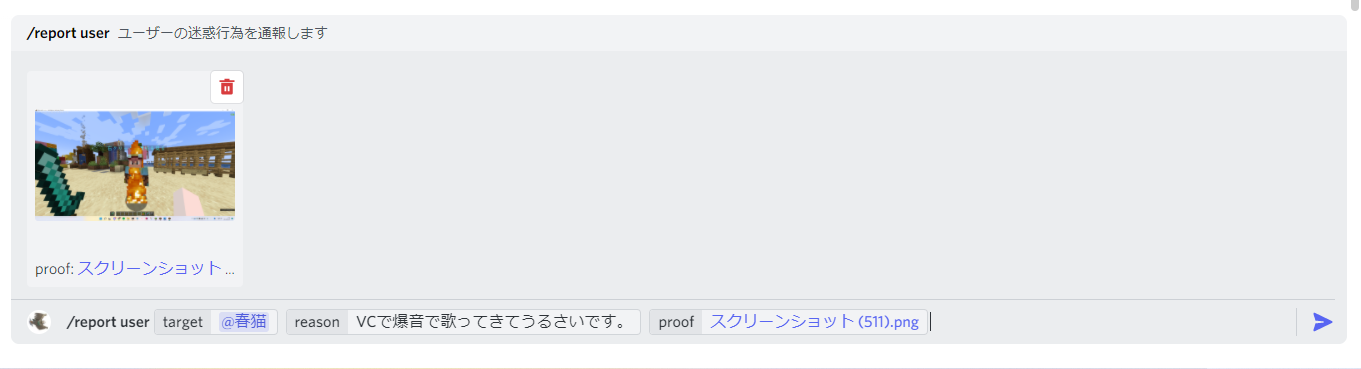 /report user ユーザーの迷惑行為を通報します
proof: スクリーンショット ...
/report user target @春猫 reason VCで爆音で歌ってきてうるさいです。 proof スクリーンショット (511).png